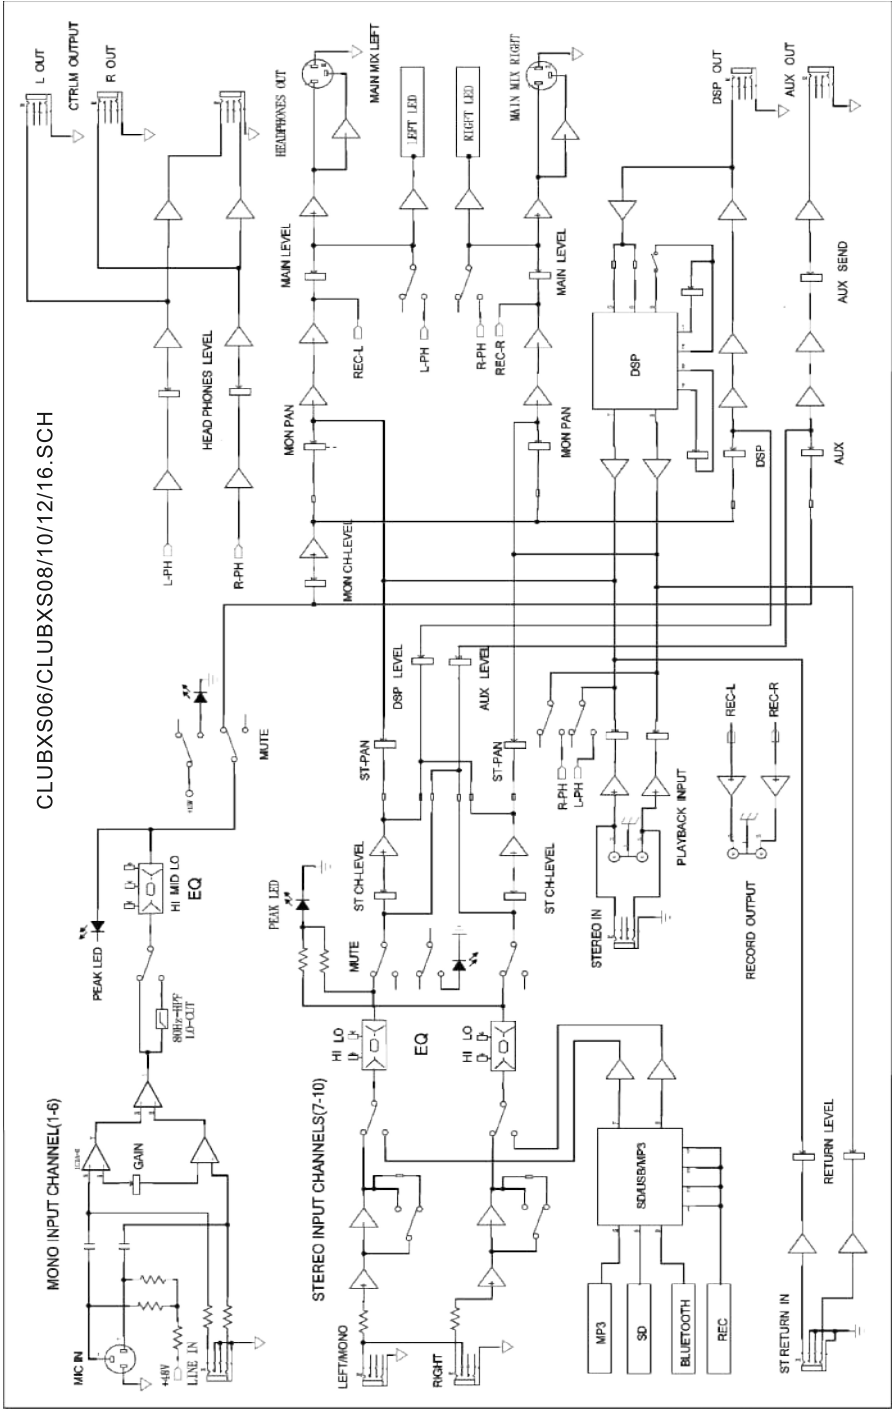 CLUBXS06/CLUBXS08/10/12/16.SCH
MONO INPUT CHANNEL(1-6)
MIC IN
+48V
LINE IN
GAIN
80Hz-HPF
LO-CUT
PEAK LED
HI MID LO
EQ
MUTE
L-PH
R-PH
HEAD PHONES LEVEL
L OUT
CTRLM OUTPUT
R OUT
HEADPHONES OUT
STEREO INPUT CHANNELS(7-10)
LEFT/MONO
RIGHT
HI LO
EQ
HI LO
PEAK LED
MUTE
ST CH-LEVEL
ST CH-LEVEL
ST-PAN
ST-PAN
DSP LEVEL
AUX LEVEL
MON CH-LEVEL
MON PAN
MON PAN
REC-L
L-PH
R-PH
REC-R
MAIN LEVEL
MAIN LEVEL
MAIN MIX LEFT
LEFT LED
RIGHT LED
MAIN MIX RIGHT
MP3
SD
BLUETOOTH
REC
SD/USB/MP3
STEREO IN
PLAYBACK INPUT
R-PH
L-PH
RECORD OUTPUT
REC-L
REC-R
DSP
DSP
AUX
AUX SEND
DSP OUT
AUX OUT
ST RETURN IN
RETURN LEVEL